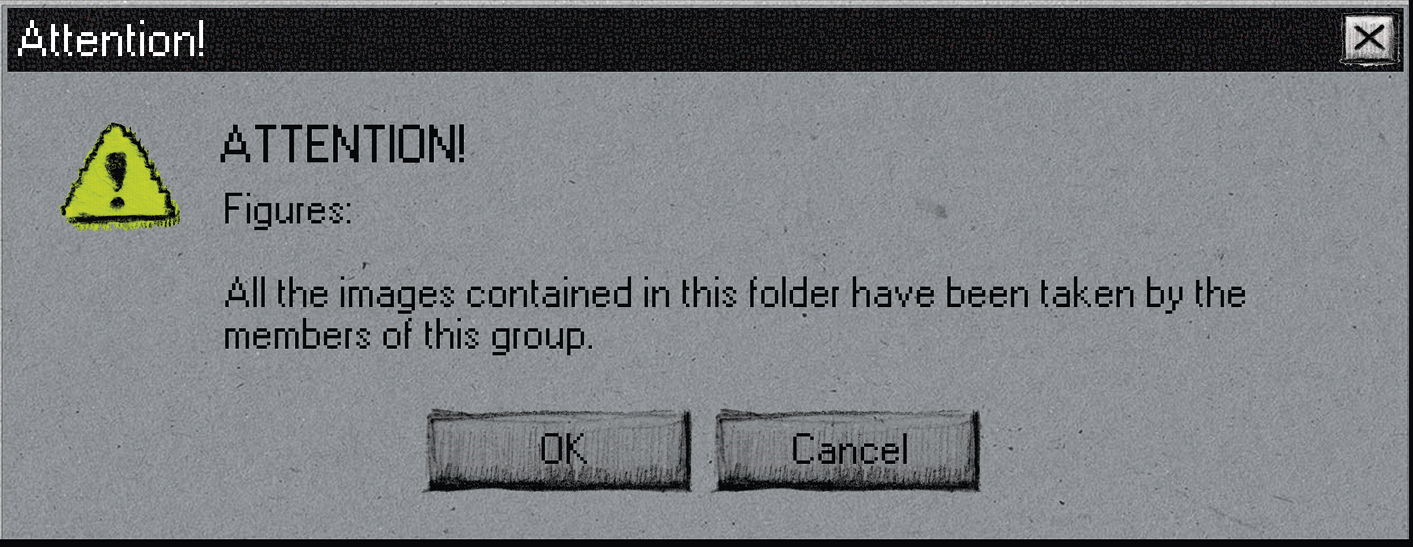 Attention!
ATTENTION!
Figures:
All the images contained in this folder have been taken by the
members of this group.
OK
Cancel